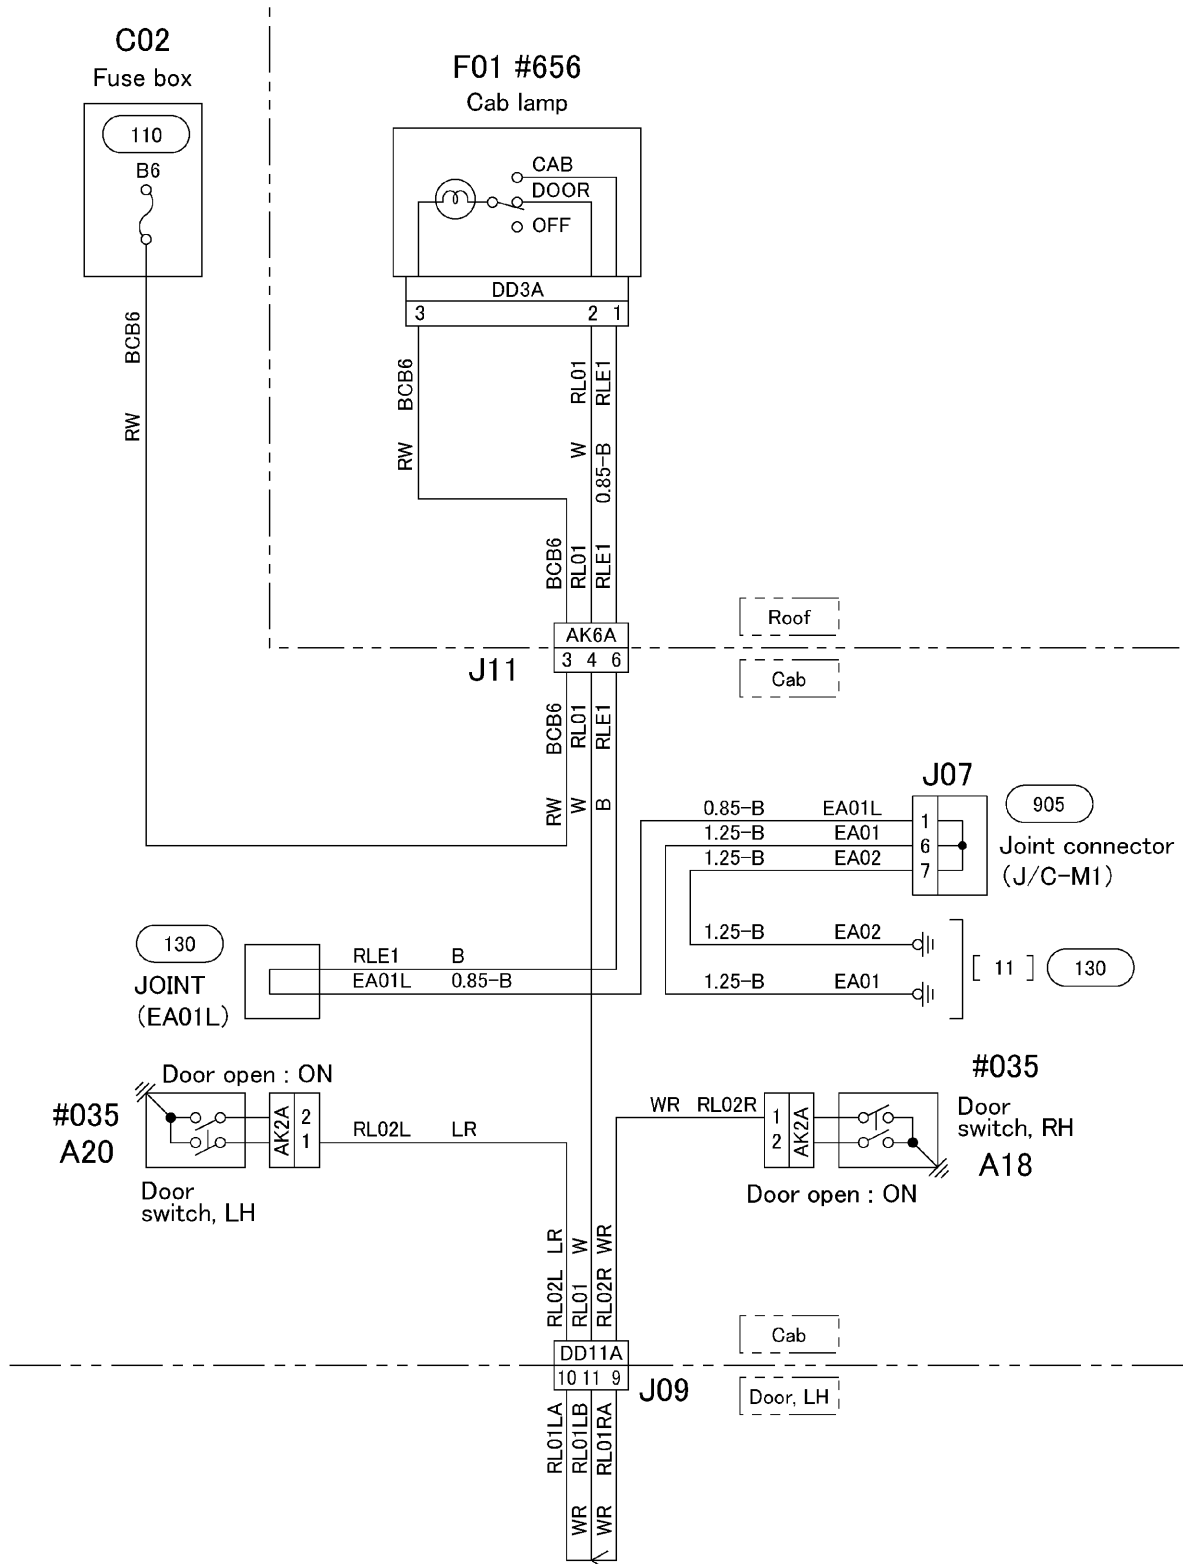 C02
Fuse box
110
B6
BCB6
RW
F01 #656
Cab lamp
CAB
DOOR
OFF
DD3A
3 2 1
BCB6 RL01 RLE1
RW W 0.85-B
BCB6 RL01 RLE1
AK6A
3 4 6
J11
Roof
Cab
BCB6 RL01 RLE1
RW W B
J07
905
Joint connector
(J/C-M1)
0.85-B EA01L 1
1.25-B EA01 6
1.25-B EA02 7
1.25-B EA02
1.25-B EA01
[ 11 ] 130
130
JOINT
(EA01L)
RLE1 B
EA01L 0.85-B
Door open : ON
#035
A20
AK2A
2
1
RL02L LR
Door
switch, LH
WR RL02R
1
2
AK2A
#035
Door
switch, RH
A18
Door open : ON
LR W WR
RL02L RL01 RL02R
Cab
DD11A
10 11 9
J09
Door, LH
RL01LA RL01LB RL01RA
WR WR